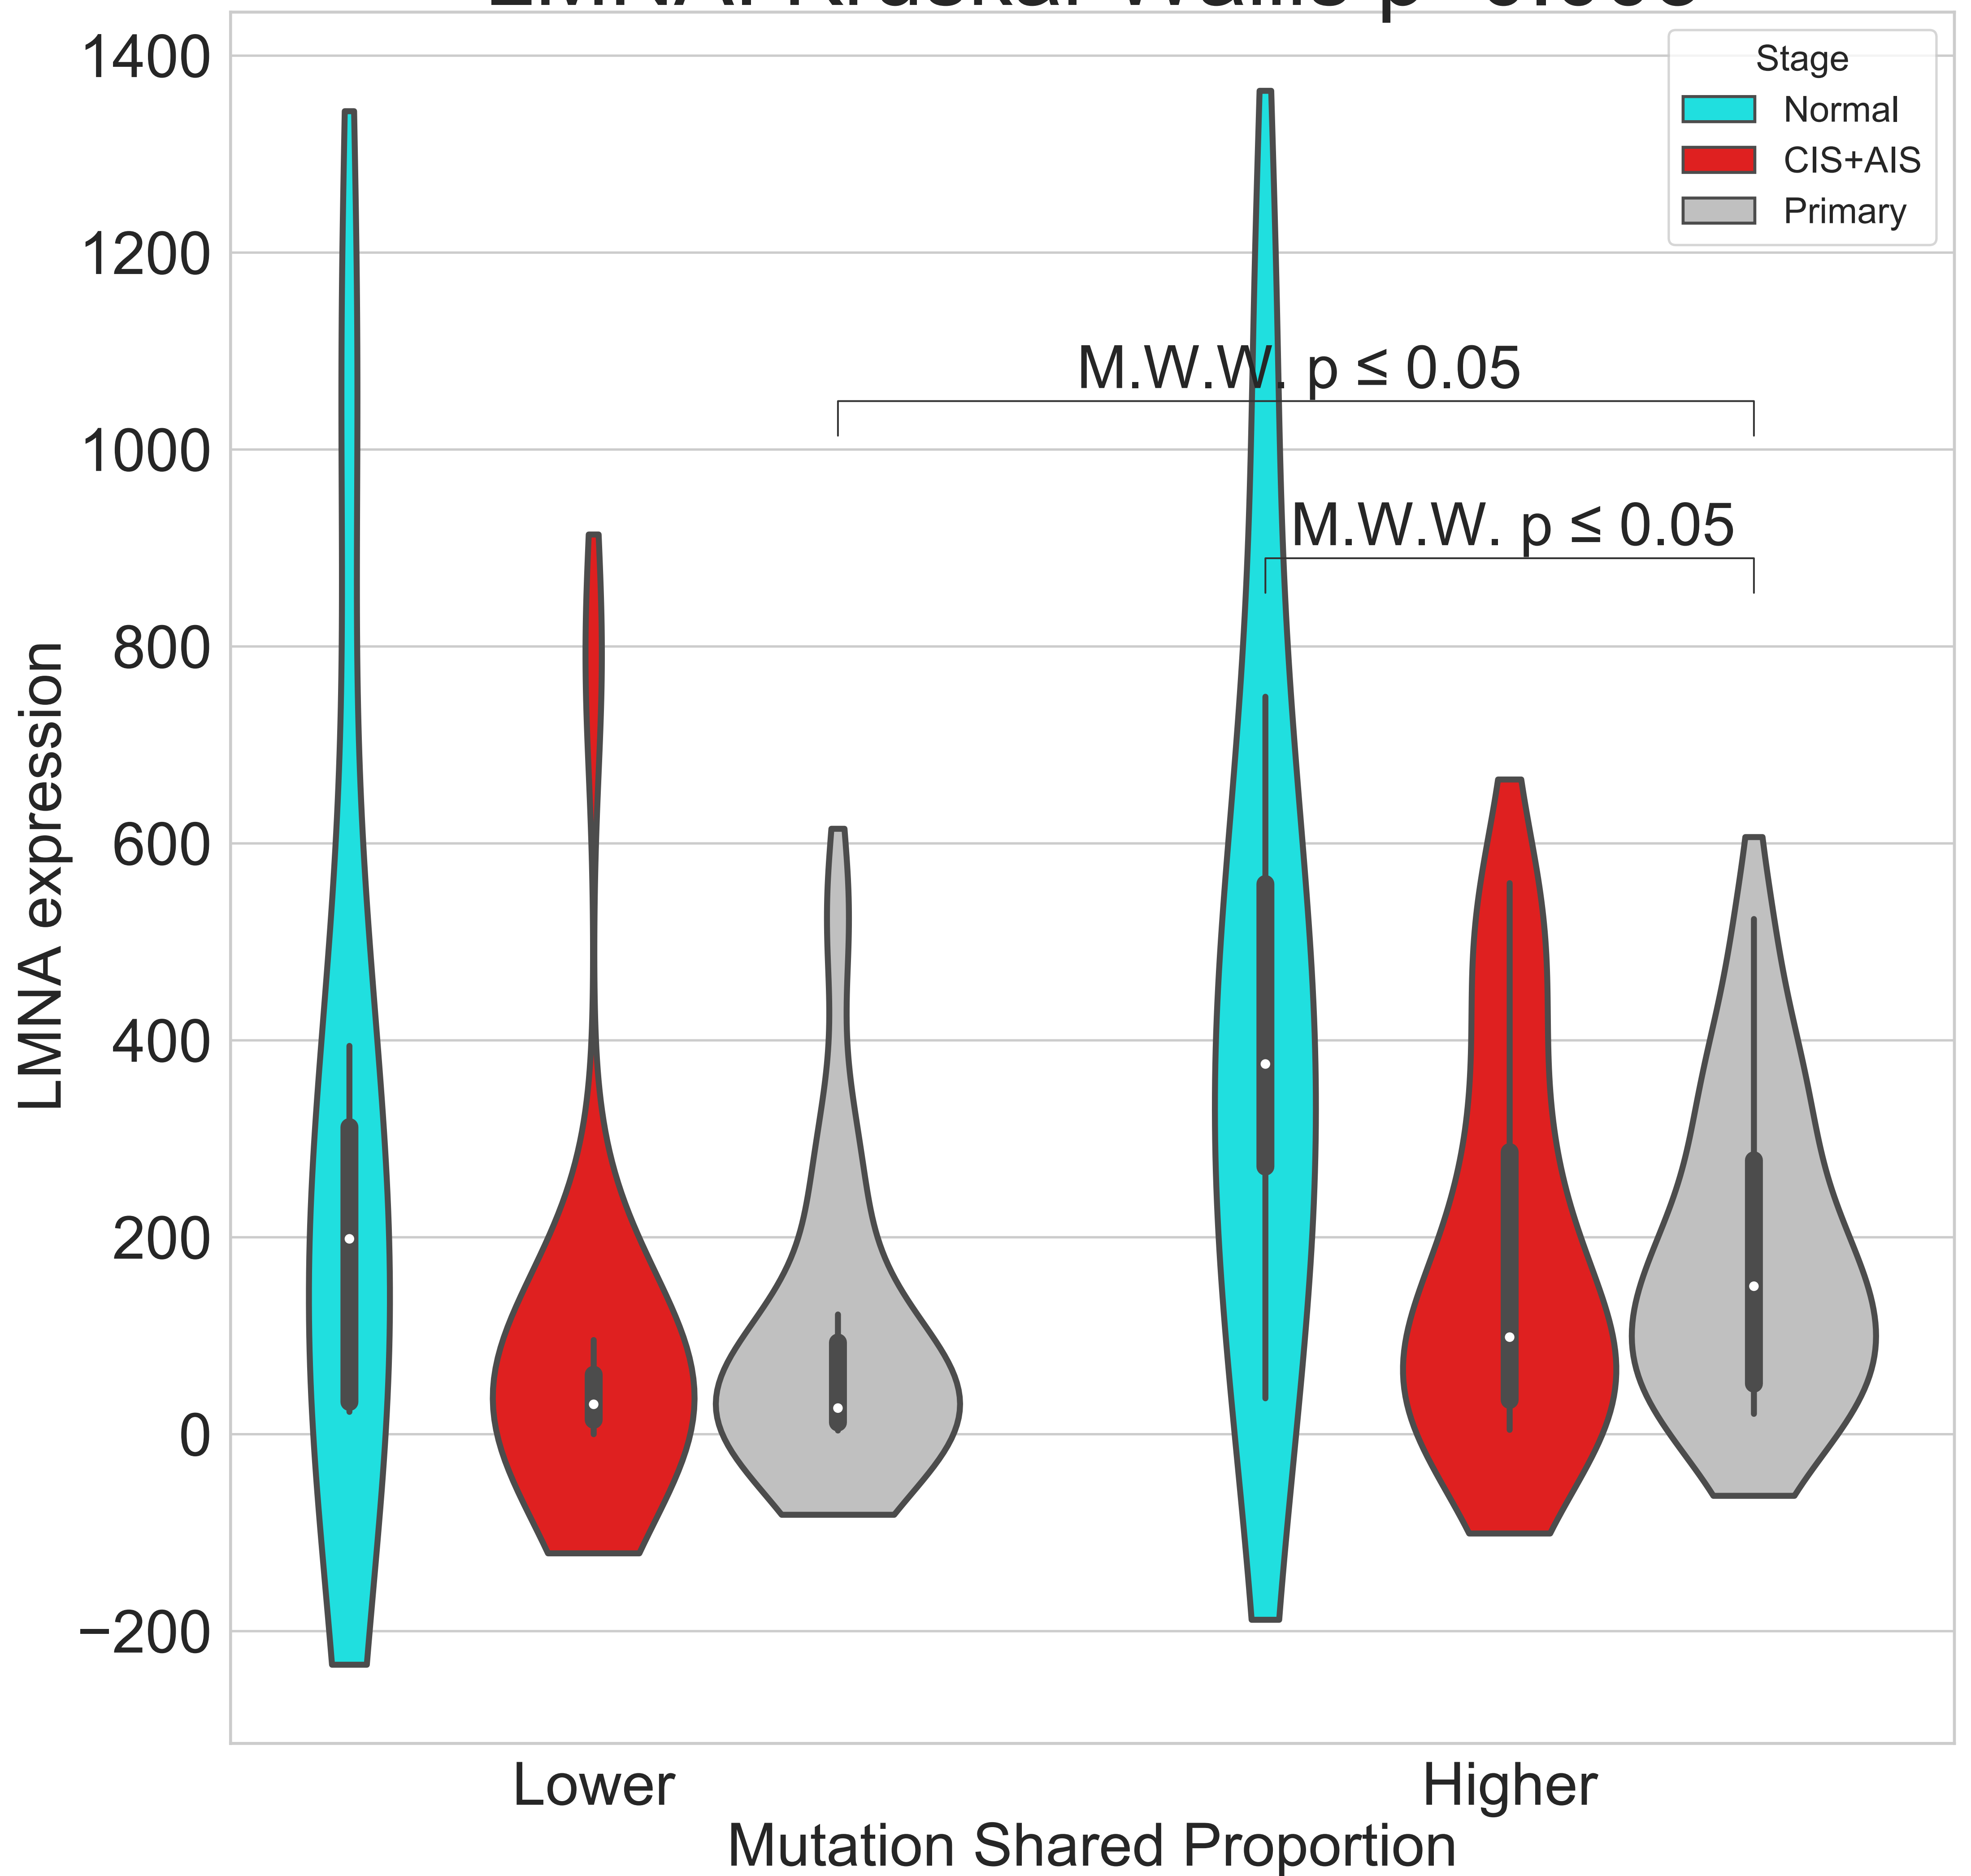 1400
1200
1000
800
600
400
200
0
−200
LMNA expression
Stage
Normal
CIS+AIS
Primary
M.W.W. p ≤ 0.05
M.W.W. p ≤ 0.05
Lower
Higher
Mutation Shared Proportion